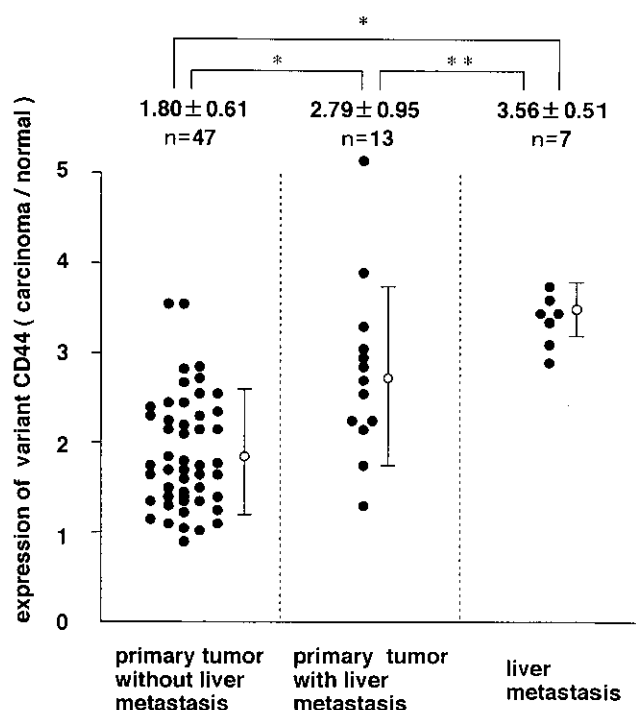 *
* **
1.80±0.61 2.79±0.95 3.56±0.51
n=47 n=13 n=7
expression of variant CD44 ( carcinoma / normal )
5
4
3
2
1
0
primary tumor
without liver
metastasis
primary tumor
with liver
metastasis
liver
metastasis